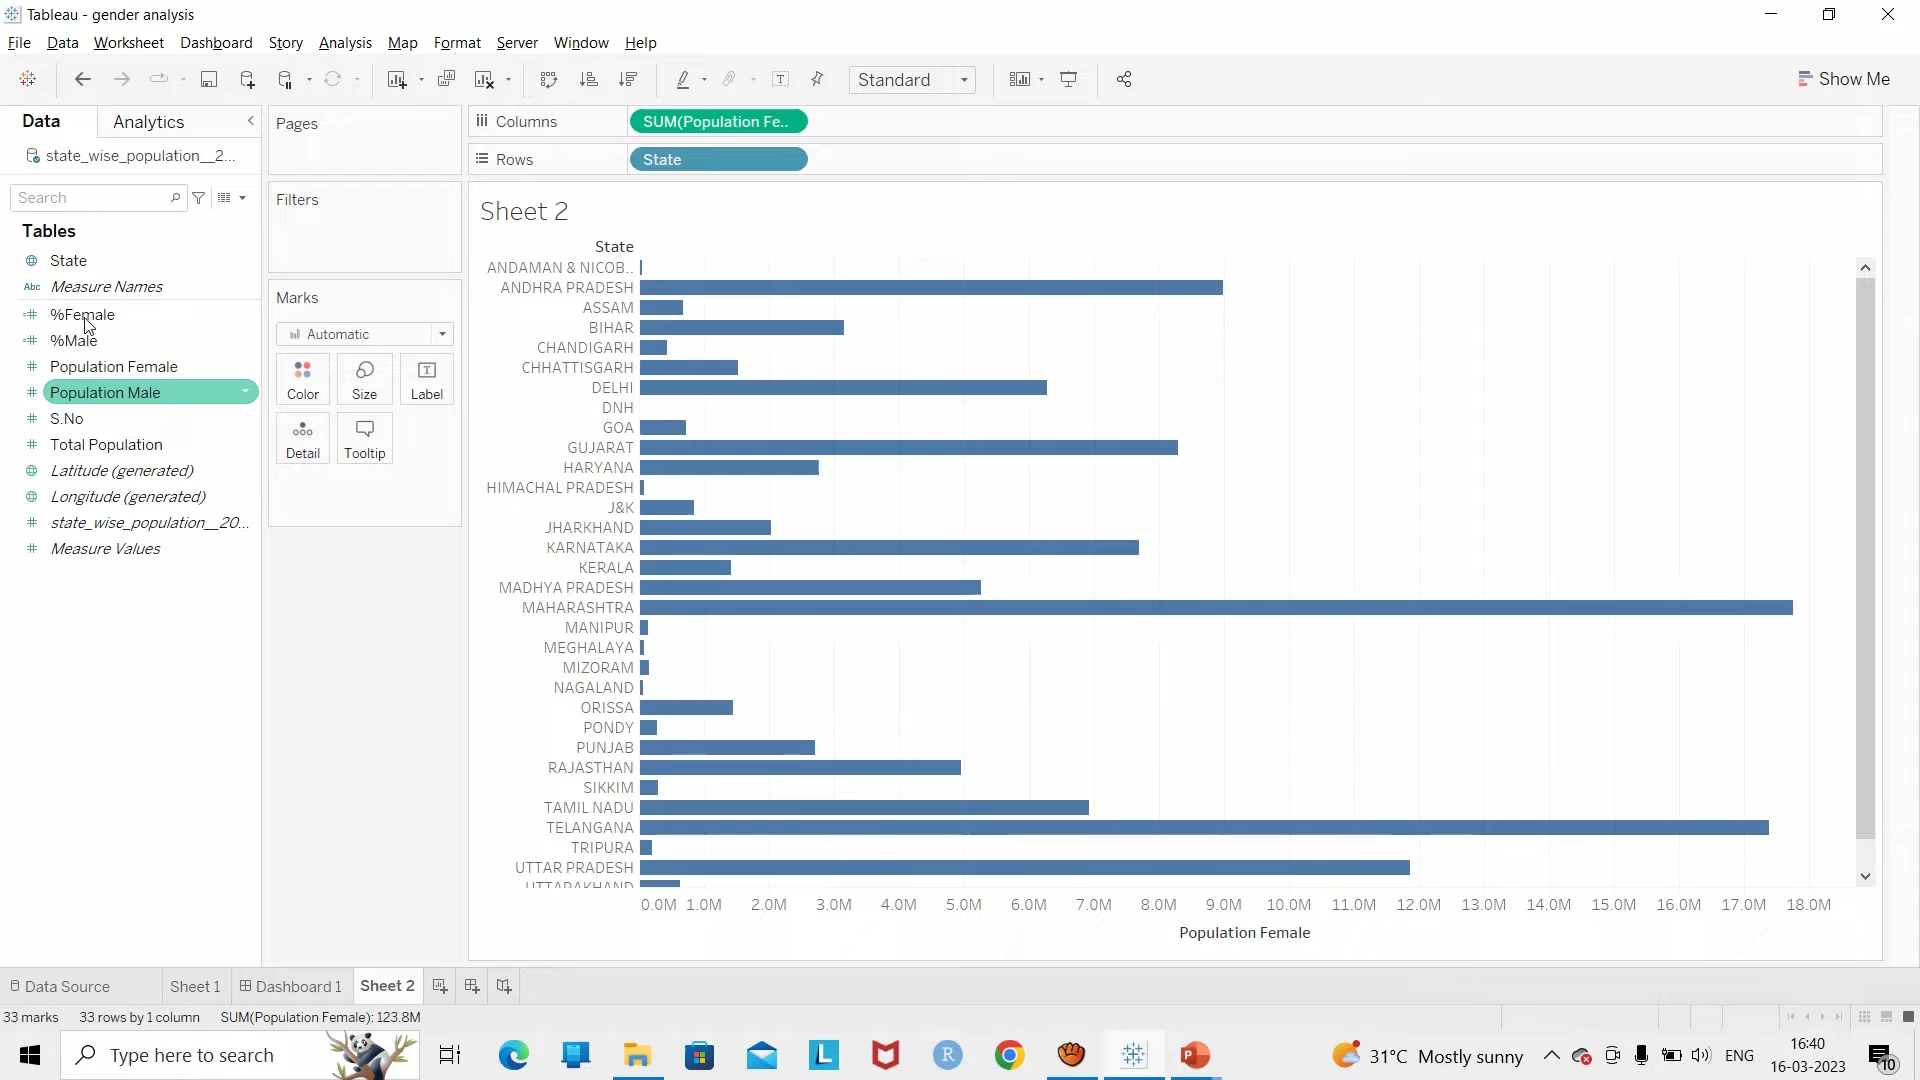 Tableau - gender analysis
File Data Worksheet Dashboard Story Analysis Map Format Server Window Help
Standard
Show Me
Data Analytics
state_wise_population__2...
Search
Tables
State
Abc Measure Names
%Female
%Male
Population Female
Population Male
S.No
Total Population
Latitude (generated)
Longitude (generated)
state_wise_population__20...
Measure Values
Pages
Filters
Marks
Automatic
Color Size Label
Detail Tooltip
Columns SUM(Population Fe..
Rows State
Sheet 2
State
ANDAMAN & NICOB..
ANDHRA PRADESH
ASSAM
BIHAR
CHANDIGARH
CHHATTISGARH
DELHI
DNH
GOA
GUJARAT
HARYANA
HIMACHAL PRADESH
J&K
JHARKHAND
KARNATAKA
KERALA
MADHYA PRADESH
MAHARASHTRA
MANIPUR
MEGHALAYA
MIZORAM
NAGALAND
ORISSA
PONDY
PUNJAB
RAJASTHAN
SIKKIM
TAMIL NADU
TELANGANA
TRIPURA
UTTAR PRADESH
UTTARAKHAND
0.0M 1.0M 2.0M 3.0M 4.0M 5.0M 6.0M 7.0M 8.0M 9.0M 10.0M 11.0M 12.0M 13.0M 14.0M 15.0M 16.0M 17.0M 18.0M
Population Female
Data Source Sheet 1 Dashboard 1 Sheet 2
33 marks 33 rows by 1 column SUM(Population Female): 123.8M
Type here to search
L
R
P
31°C Mostly sunny
ENG
16:40
16-03-2023
10